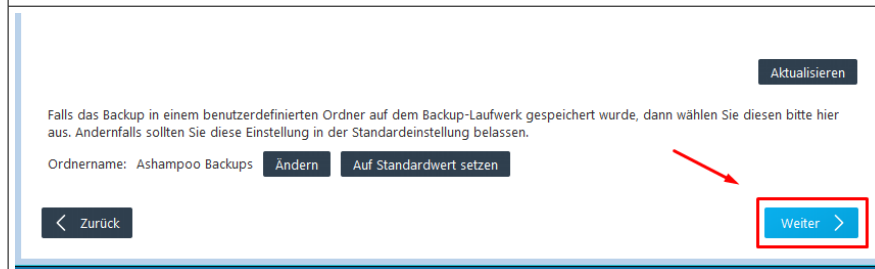 Aktualisieren
Falls das Backup in einem benutzerdefinierten Ordner auf dem Backup-Laufwerk gespeichert wurde, dann wählen Sie diesen bitte hier
aus. Andernfalls sollten Sie diese Einstellung in der Standardeinstellung belassen.
Ordnername: Ashampoo Backups Ändern Auf Standardwert setzen
Zurück Weiter